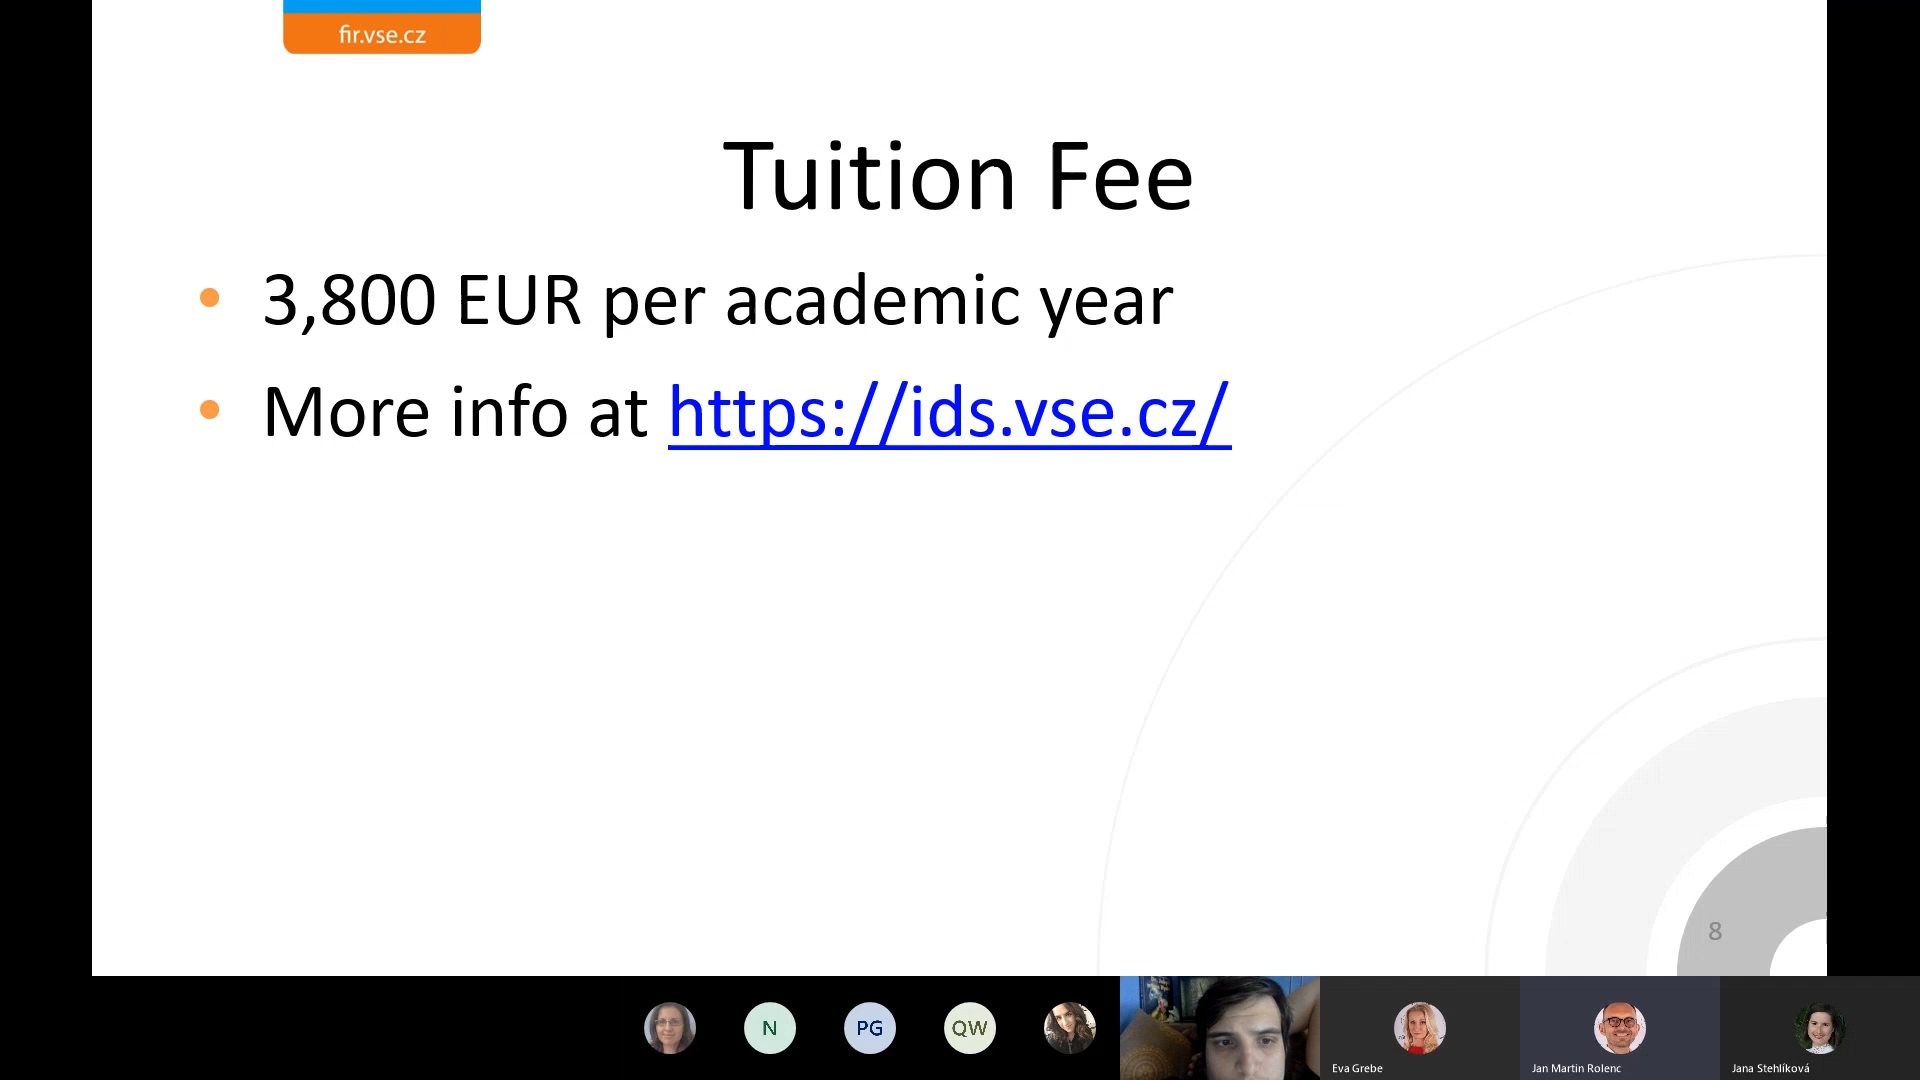 fir.vse.cz
Tuition Fee
• 3,800 EUR per academic year
• More info at https://ids.vse.cz/
8
N
PG
QW
Eva Grebe
Jan Martin Rolenc
Jana Stehlíková